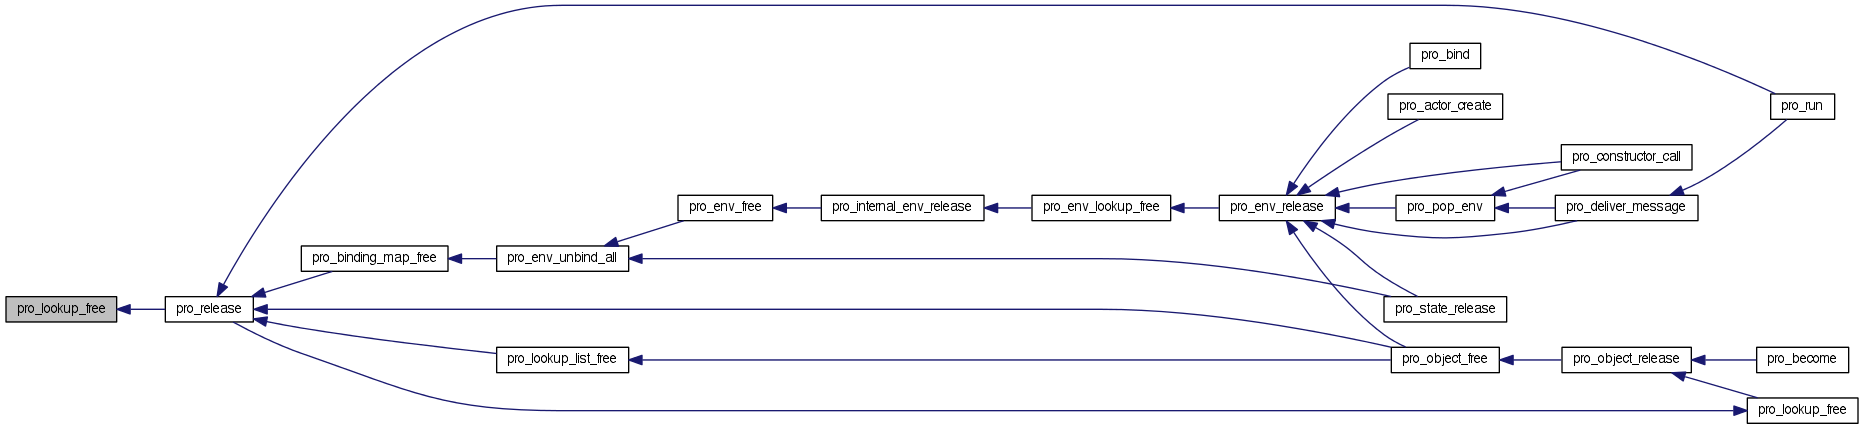 pro_bind
pro_actor_create
pro_run
pro_constructor_call
pro_env_free
pro_internal_env_release
pro_env_lookup_free
pro_env_release
pro_pop_env
pro_deliver_message
pro_binding_map_free
pro_env_unbind_all
pro_lookup_free
pro_release
pro_state_release
pro_lookup_list_free
pro_object_free
pro_object_release
pro_become
pro_lookup_free